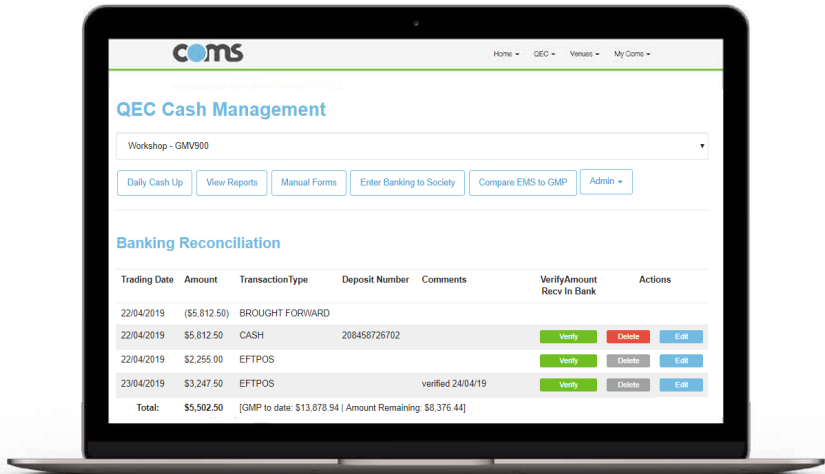 coms
Home QEC Venues My Coms
QEC Cash Management
Workshop - GMV900
Daily Cash Up View Reports Manual Forms Enter Banking to Society Compare EMS to GMP Admin
Banking Reconciliation
Trading Date Amount TransactionType Deposit Number Comments VerifyAmount Actions
Recv In Bank
22/04/2019 ($5,812.50) BROUGHT FORWARD
22/04/2019 $5,812.50 CASH 208458726702 Verify Delete Edit
22/04/2019 $2,255.00 EFTPOS Verify Delete Edit
23/04/2019 $3,247.50 EFTPOS verified 24/04/19 Verify Delete Edit
Total: $5,502.50 [GMP to date: $13,878.94 | Amount Remaining: $8,376.44]